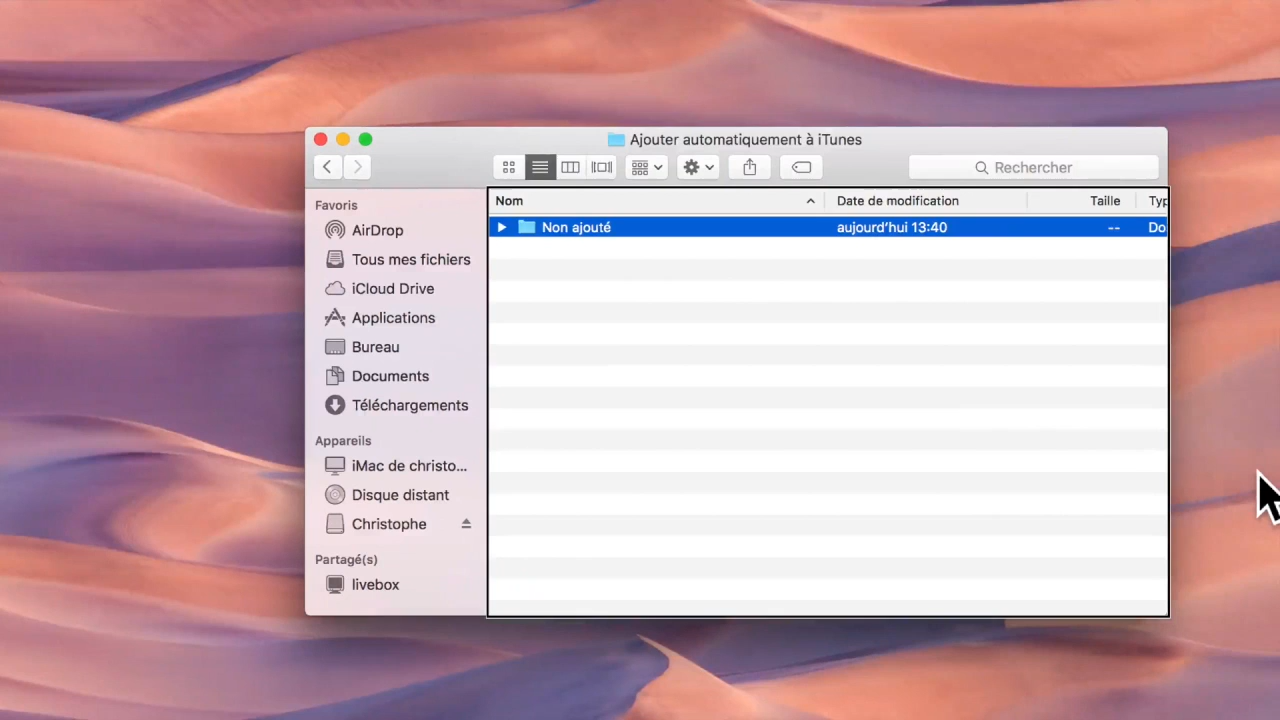 Ajouter automatiquement à iTunes
Rechercher
Favoris
AirDrop
Tous mes fichiers
iCloud Drive
Applications
Bureau
Documents
Téléchargements
Appareils
iMac de christo...
Disque distant
Christophe
Partagé(s)
livebox
Nom Date de modification Taille Typ
Non ajouté aujourd’hui 13:40 -- Do